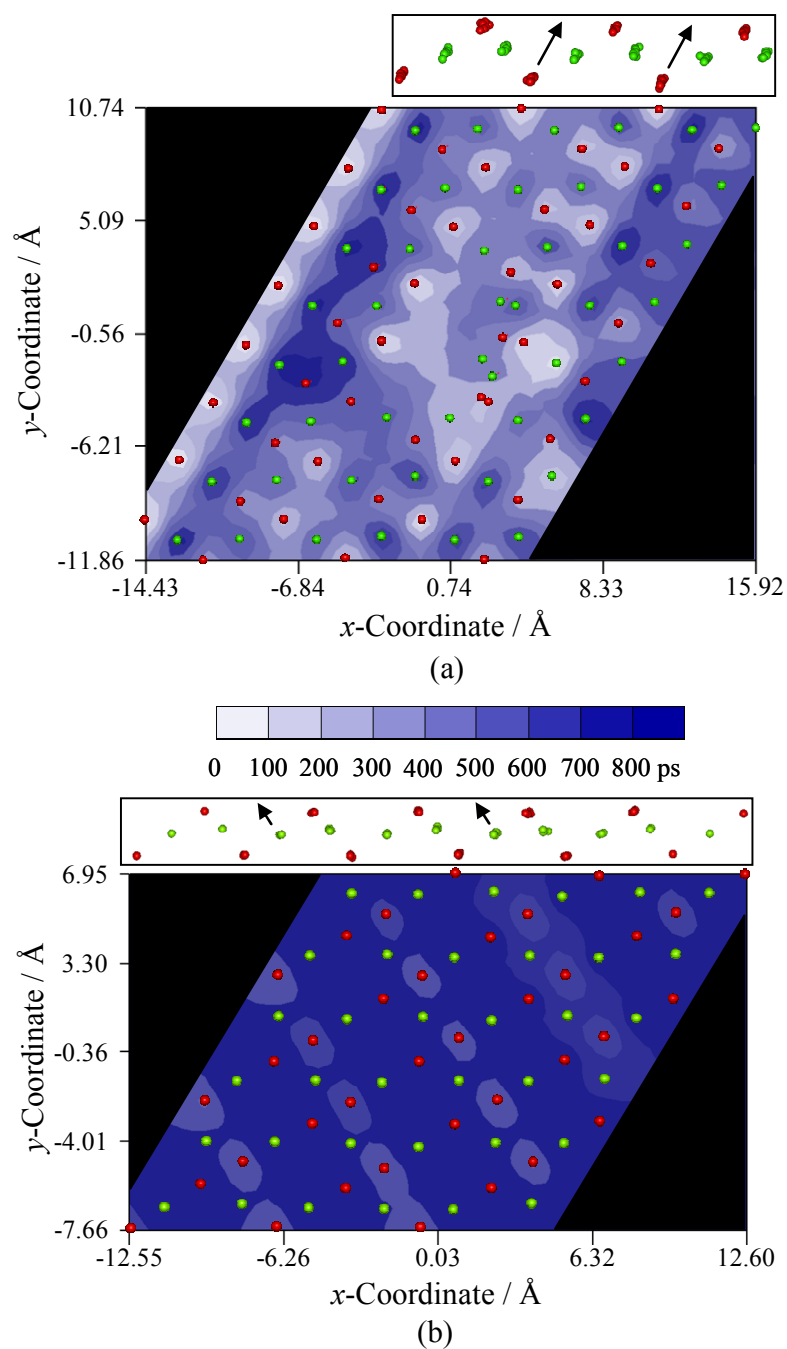 10.74
5.09
-0.56
-6.21
-11.86
y-Coordinate / Å
-14.43 -6.84 0.74 8.33 15.92
x-Coordinate / Å
(a)
0 100 200 300 400 500 600 700 800 ps
6.95
3.30
-0.36
-4.01
-7.66
y-Coordinate / Å
-12.55 -6.26 0.03 6.32 12.60
x-Coordinate / Å
(b)